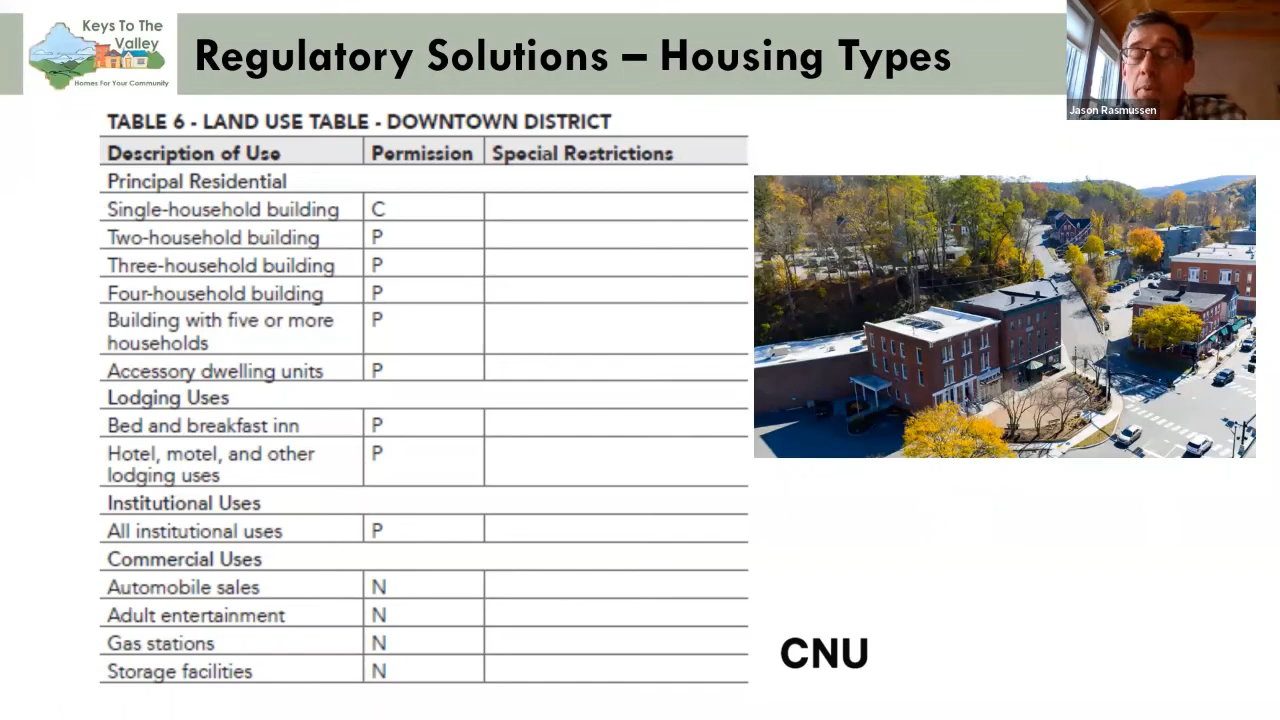 Keys To The
Valley
Homes For Your Community
Regulatory Solutions – Housing Types
Jason Rasmussen
TABLE 6 - LAND USE TABLE - DOWNTOWN DISTRICT
Description of Use Permission Special Restrictions
Principal Residential
Single-household building C
Two-household building P
Three-household building P
Four-household building P
Building with five or more P
households
Accessory dwelling units P
Lodging Uses
Bed and breakfast inn P
Hotel, motel, and other P
lodging uses
Institutional Uses
All institutional uses P
Commercial Uses
Automobile sales N
Adult entertainment N
Gas stations N
Storage facilities N
CNU